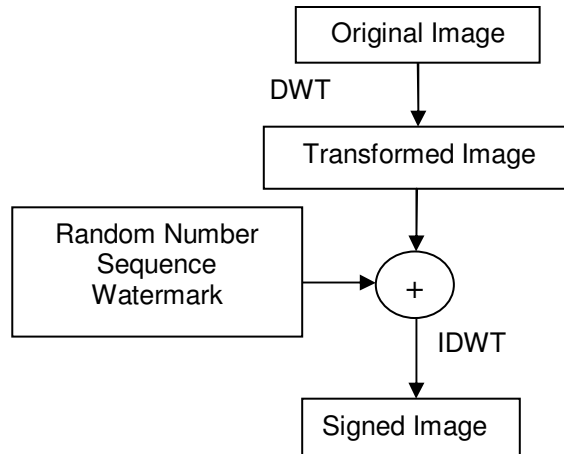 Original Image
DWT
Transformed Image
Random Number
Sequence
Watermark
+
IDWT
Signed Image